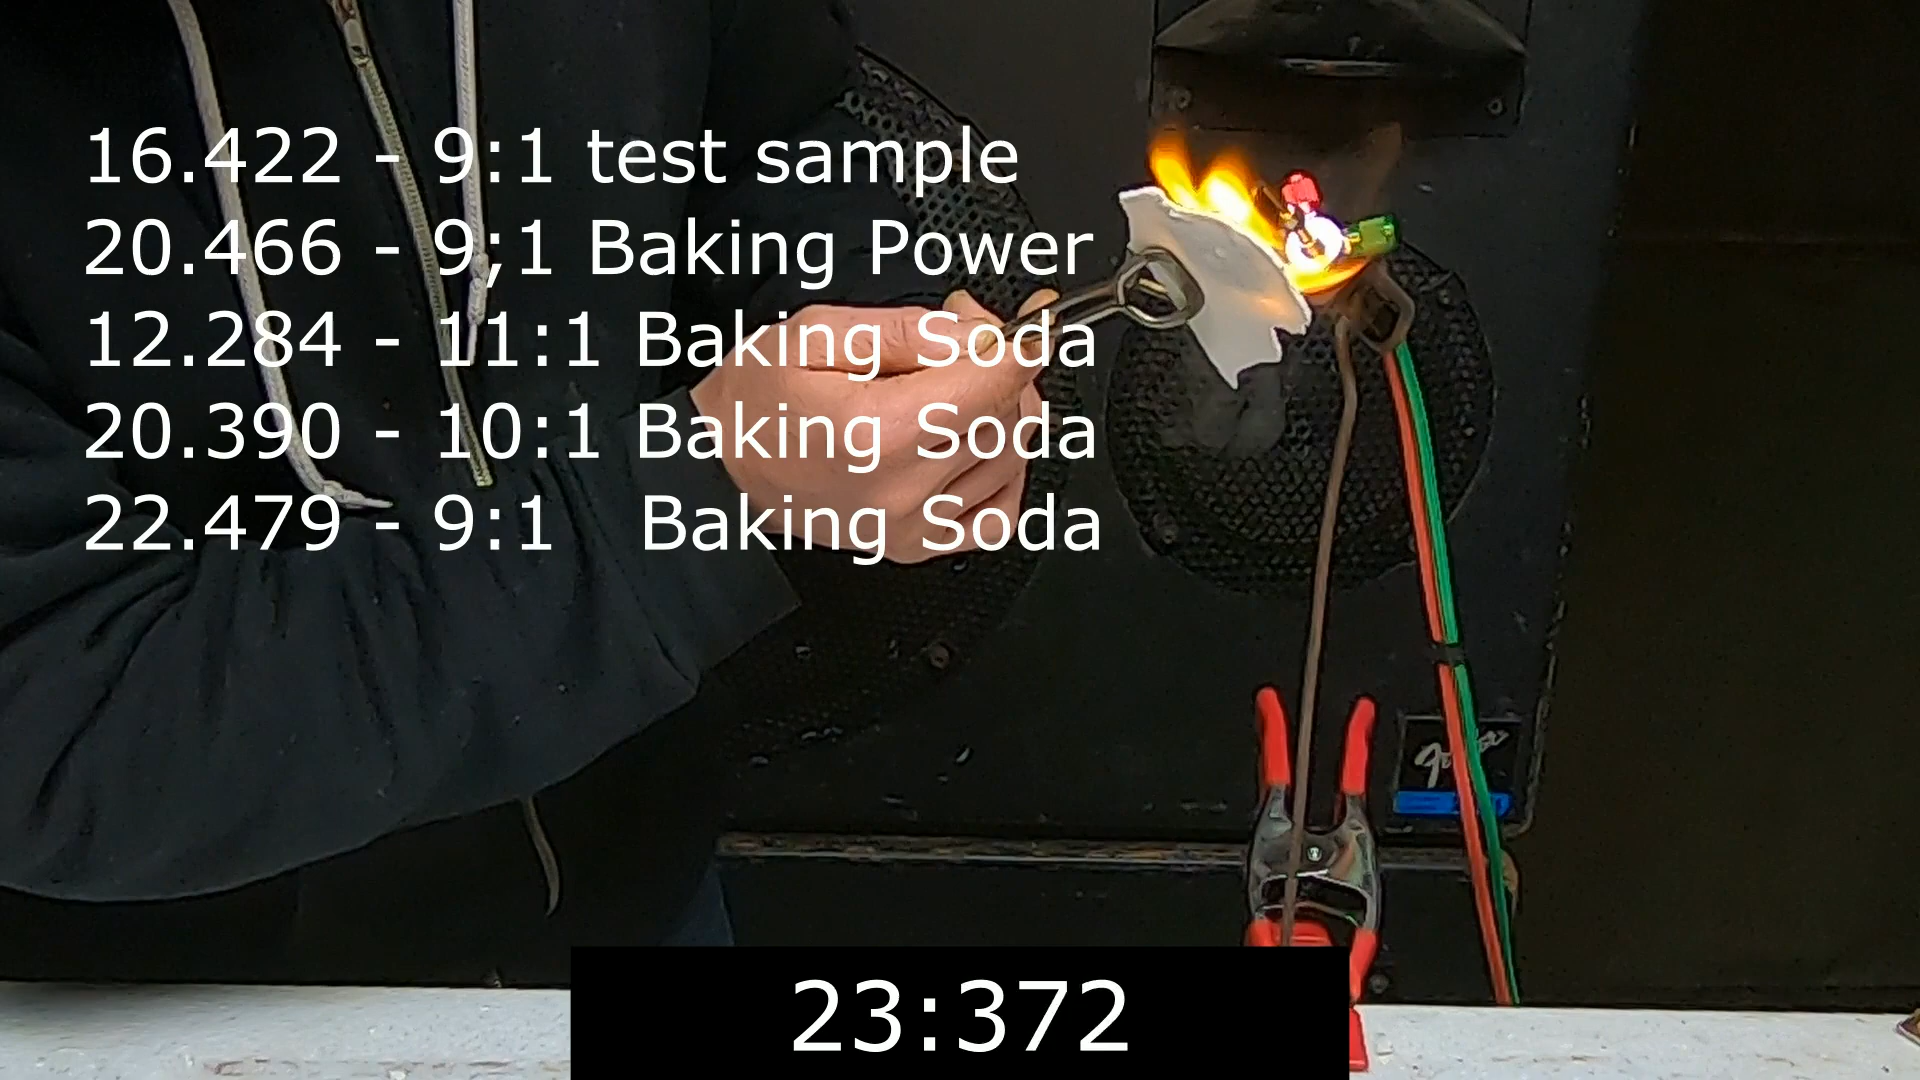 16.422 - 9:1 test sample
20.466 - 9;1 Baking Power
12.284 - 11:1 Baking Soda
20.390 - 10:1 Baking Soda
22.479 - 9:1 Baking Soda
Fender
23:372